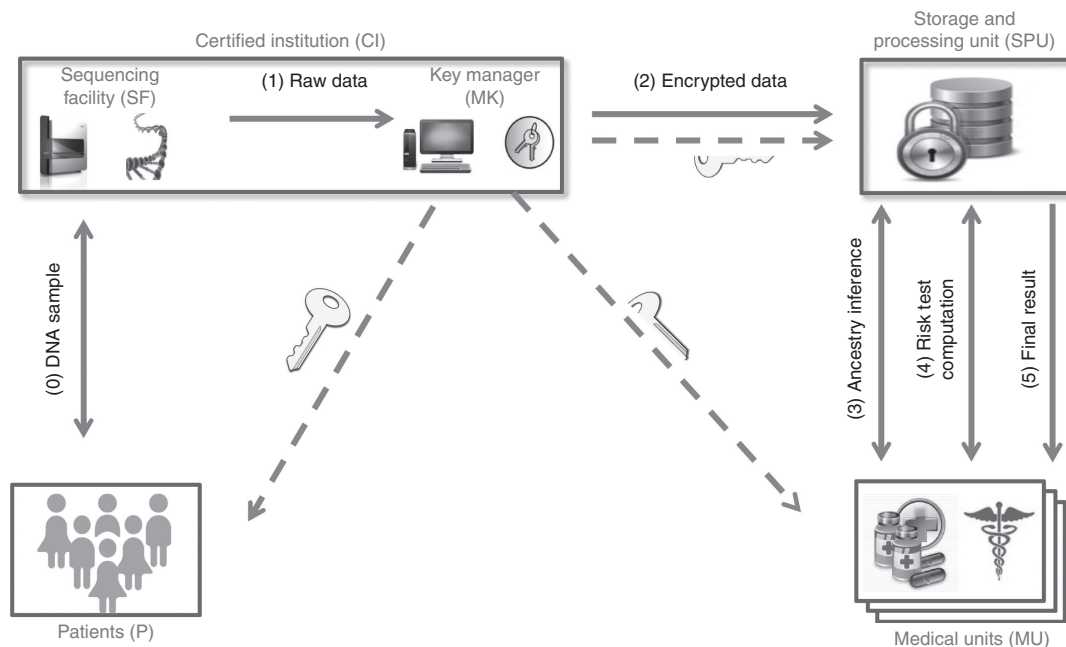 Certified institution (CI)
Storage and
processing unit (SPU)
Sequencing
facility (SF)
(1) Raw data
Key manager
(MK)
(2) Encrypted data
(0) DNA sample
(3) Ancestry inference
(4) Risk test
computation
(5) Final result
Patients (P)
Medical units (MU)